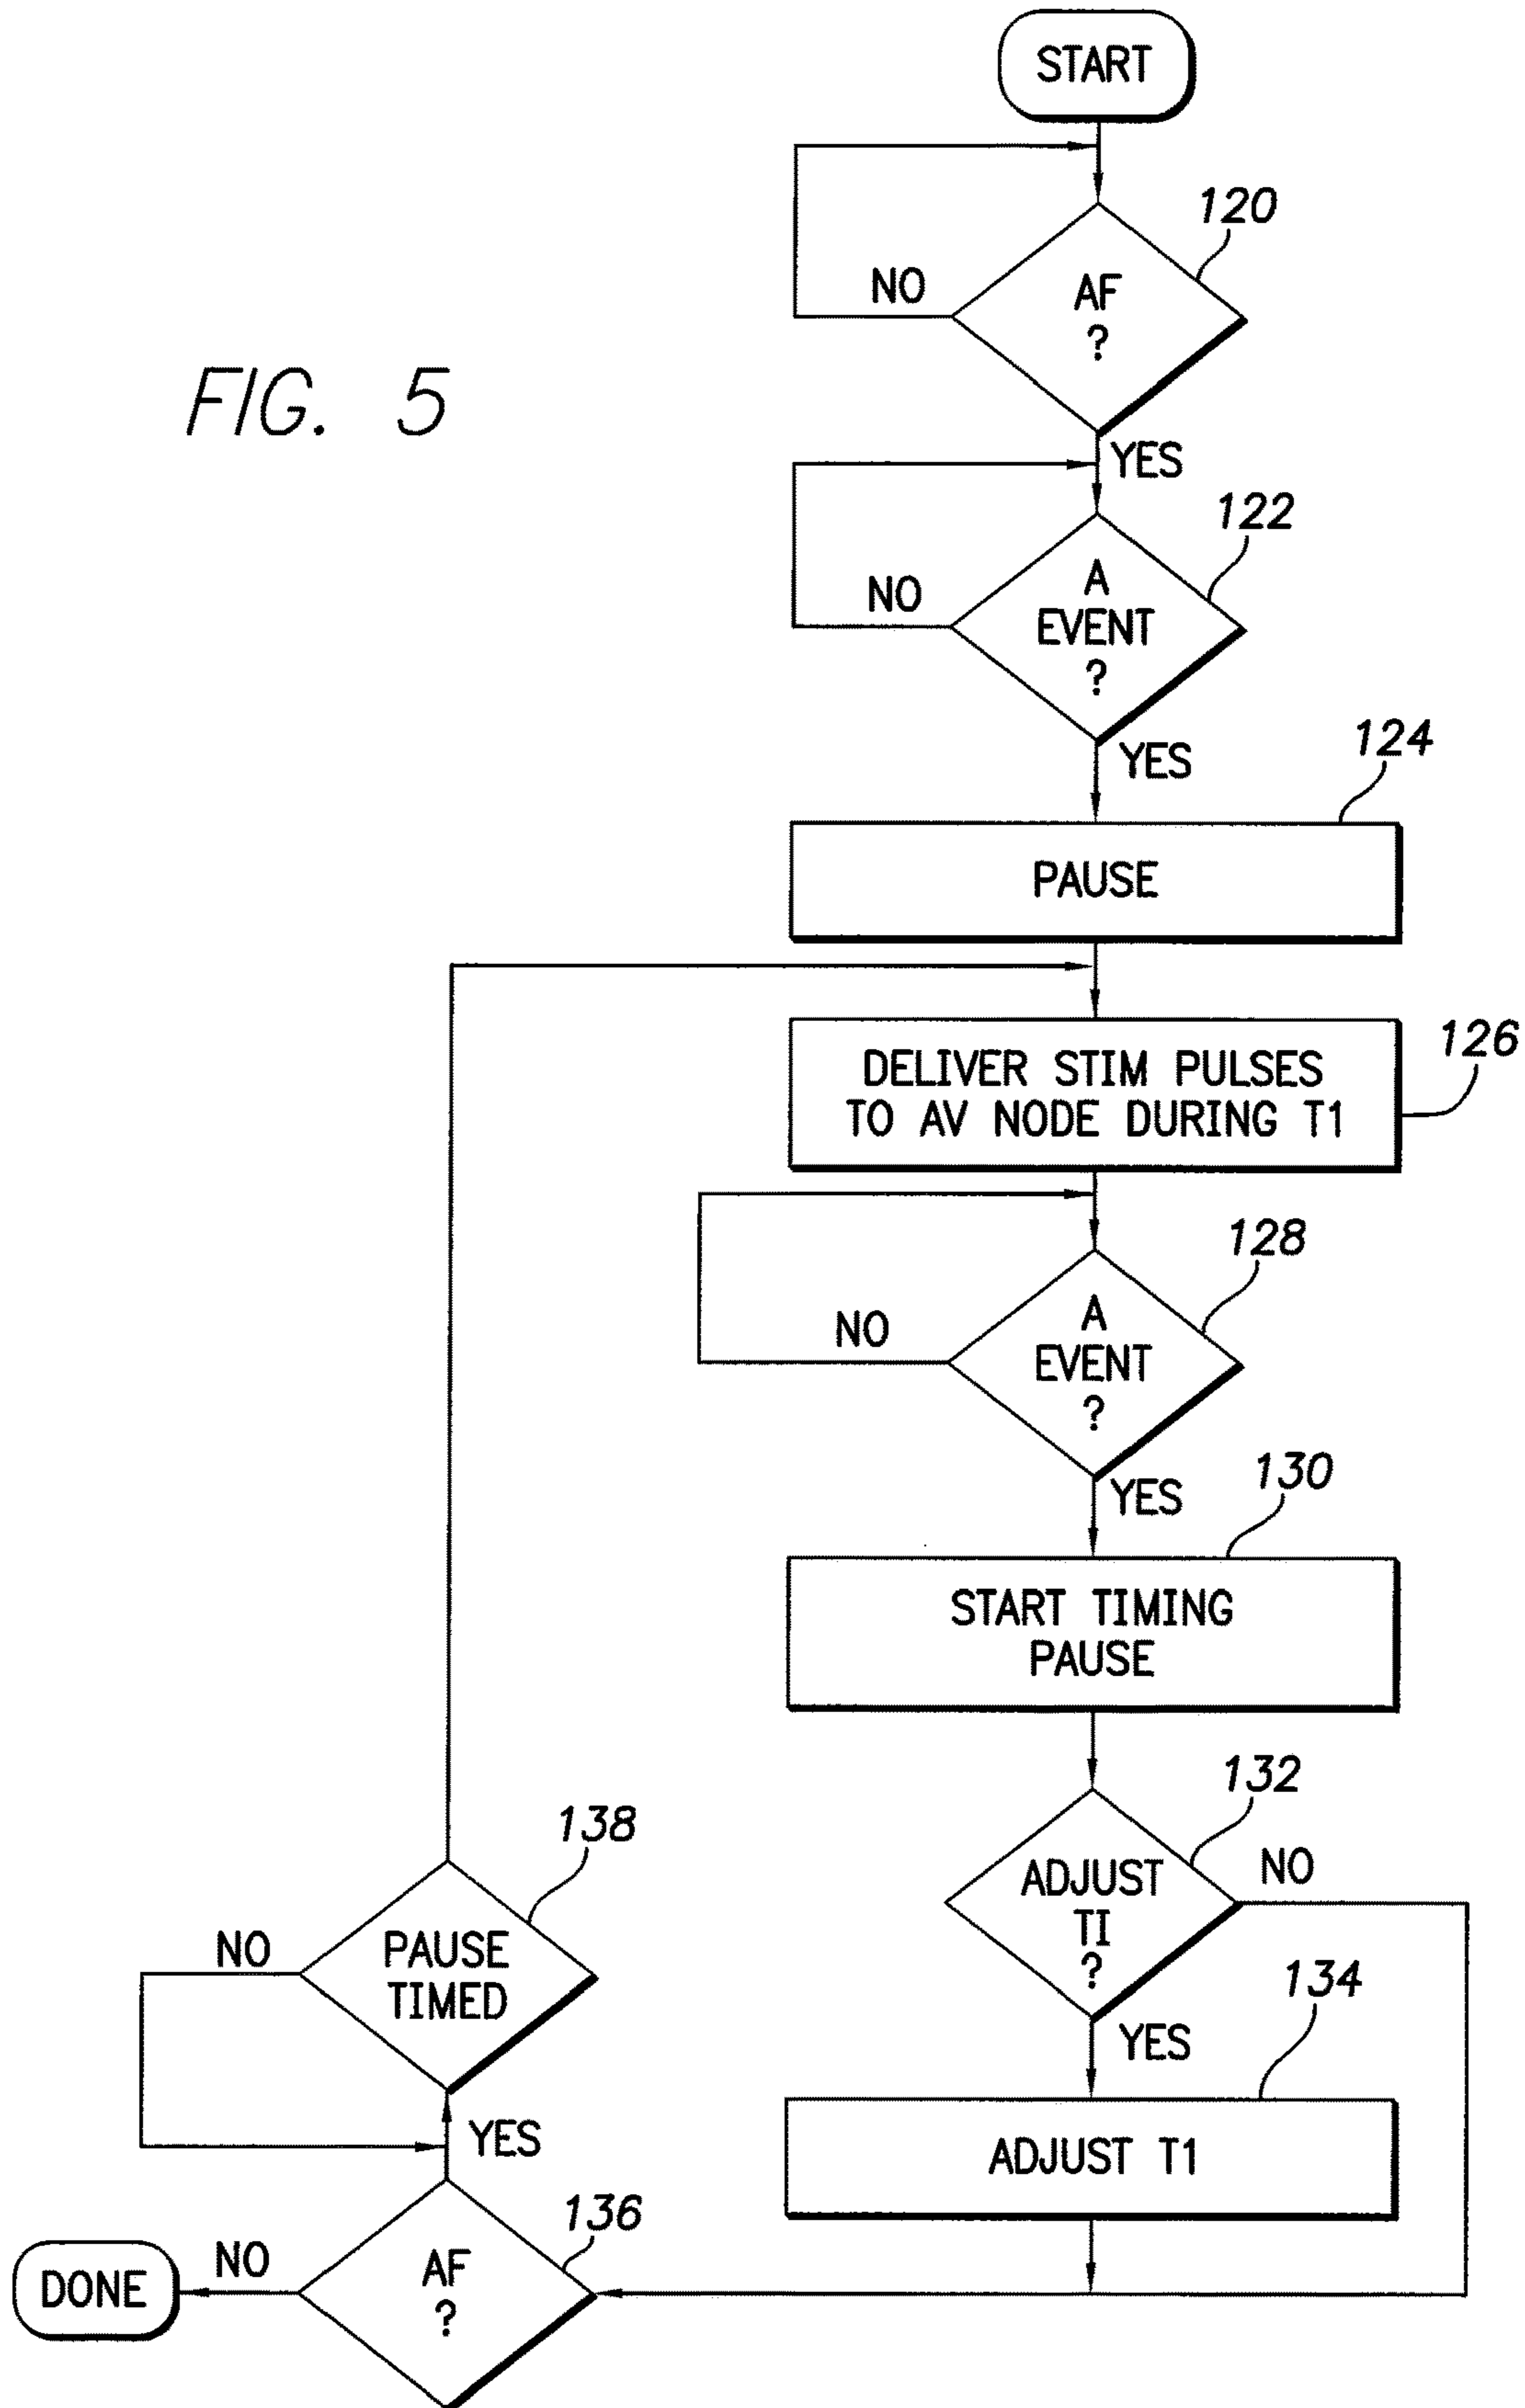 START
120
NO
AF
?
FIG. 5
YES
122
NO
A
EVENT
?
YES
124
PAUSE
DELIVER STIM PULSES
TO AV NODE DURING T1
126
128
NO
A
EVENT
?
YES
130
START TIMING
PAUSE
132
ADJUST
TI
?
NO
138
NO
PAUSE
TIMED
134
YES
YES
ADJUST T1
136
DONE
NO
AF
?